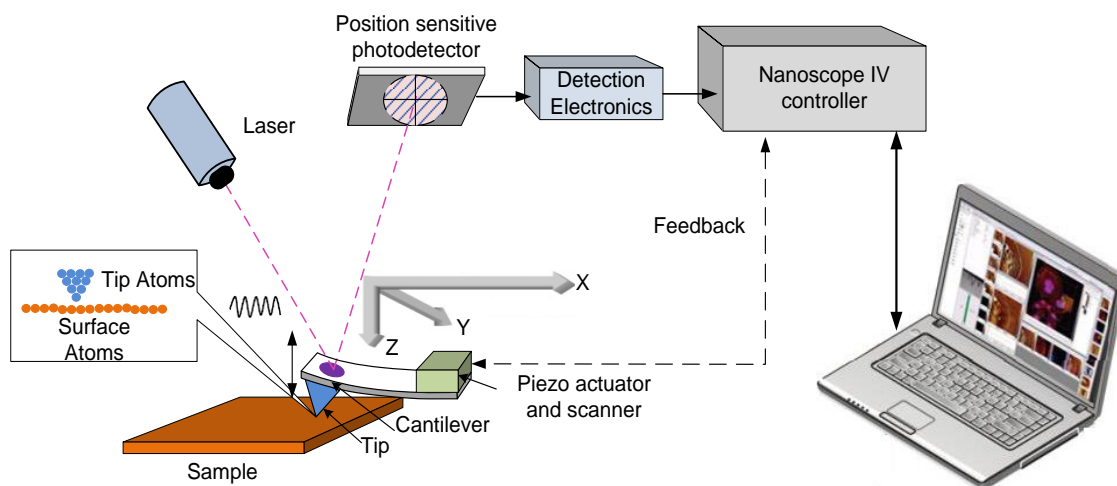 Position sensitive
photodetector
Detection
Electronics
Nanoscope IV
controller
Laser
Feedback
Tip Atoms
Surface
Atoms
X
Y
Z
Piezo actuator
and scanner
Cantilever
Tip
Sample